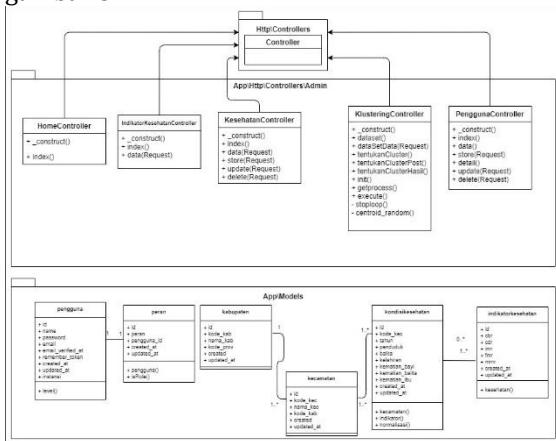 Http\Controllers
Controller
App\Http\Controllers\Admin
HomeController
+ _construct()
+ index()
IndikatorKesehatanController
+ _construct()
+ index()
+ data(Request)
KesehatanController
+ _construct()
+ index()
+ data(Request)
+ store(Request)
+ update(Request)
+ delete(Request)
KlusteringController
+ _construct()
+ dataset()
+ dataSetData(Request)
+ tentukanCluster()
+ tentukanClusterPost()
+ tentukanClusterHasil()
+ init()
+ getprocess()
+ execute()
- stoploop()
- centroid_random()
PenggunaController
+ _construct()
+ index()
+ data()
+ store(Request)
+ detail()
+ update(Request)
+ delete(Request)
App\Models
pengguna
+ id
+ name
+ password
+ email
+ email_verified_at
+ remember_token
+ created_at
+ updated_at
+ instansi
+ level()
1
1
peran
+ id
+ peran
+ pengguna_id
+ created_at
+ updated_at
+ pengguna()
+ isRole()
kabupaten
+ id
+ kode_kab
+ nama_kab
+ kode_prov
+ created
+ updated_at
1
1..*
kecamatan
+ id
+ kode_kec
+ nama_kec
+ kode_kab
+ created
+ updated_at
1..*
1
kondisikesehatan
+ id
+ kode_kec
+ tahun
+ penduduk
+ balita
+ kelahiran
+ kematian_bayi
+ kematian_balita
+ kematian_ibu
+ created_at
+ updated_at
+ kecamatan()
+ indikator()
+ normalisasi()
0..*
1..*
indikatorkesehatan
+ id
+ cbr
+ cdr
+ imr
+ mmr
+ created_at
+ updated_at
+ kesehatan()